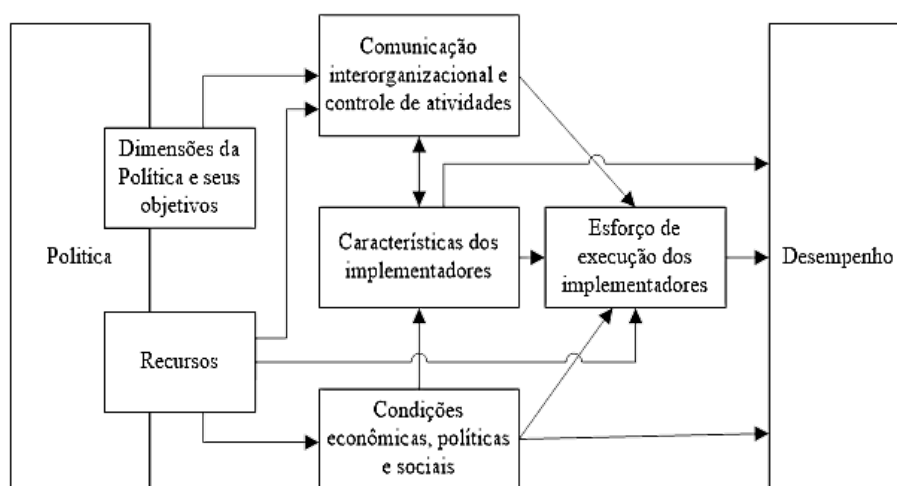 Comunicação
interorganizacional e
controle de atividades
Dimensões da
Política e seus
objetivos
Política
Características dos
implementadores
Esforço de
execução dos
implementadores
Desempenho
Recursos
Condições
econômicas, políticas
e sociais